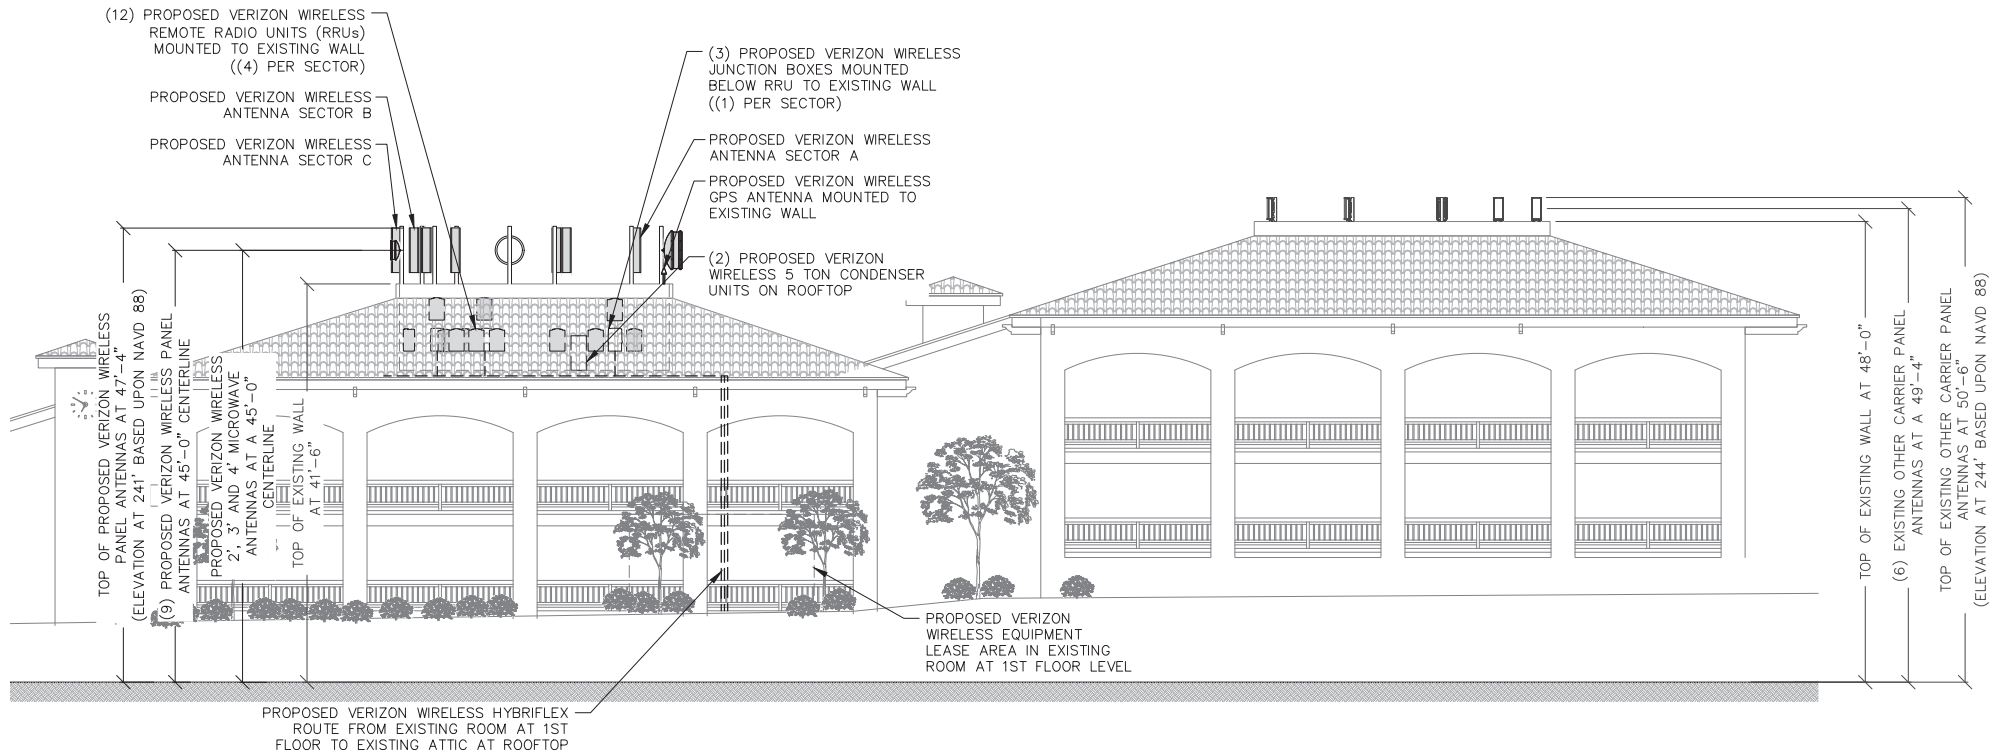 (12) PROPOSED VERIZON WIRELESS
REMOTE RADIO UNITS (RRUs)
MOUNTED TO EXISTING WALL
((4) PER SECTOR)
PROPOSED VERIZON WIRELESS
ANTENNA SECTOR B
PROPOSED VERIZON WIRELESS
ANTENNA SECTOR C
(3) PROPOSED VERIZON WIRELESS
JUNCTION BOXES MOUNTED
BELOW RRU TO EXISTING WALL
((1) PER SECTOR)
PROPOSED VERIZON WIRELESS
ANTENNA SECTOR A
PROPOSED VERIZON WIRELESS
GPS ANTENNA MOUNTED TO
EXISTING WALL
(2) PROPOSED VERIZON
WIRELESS 5 TON CONDENSER
UNITS ON ROOFTOP
TOP OF PROPOSED VERIZON WIRELESS
PANEL ANTENNAS AT 47'-4"
(ELEVATION AT 241' BASED UPON NAVD 88)
(9) PROPOSED VERIZON WIRELESS PANEL
ANTENNAS AT 45'-0" CENTERLINE
PROPOSED VERIZON WIRELESS
2', 3' AND 4' MICROWAVE
ANTENNAS AT A 45'-0"
CENTERLINE
TOP OF EXISTING WALL
AT 41'-6"
TOP OF EXISTING WALL AT 48'-0"
(6) EXISTING OTHER CARRIER PANEL
ANTENNAS AT A 49'-4"
TOP OF EXISTING OTHER CARRIER PANEL
ANTENNAS AT 50'-6"
(ELEVATION AT 244' BASED UPON NAVD 88)
PROPOSED VERIZON
WIRELESS EQUIPMENT
LEASE AREA IN EXISTING
ROOM AT 1ST FLOOR LEVEL
PROPOSED VERIZON WIRELESS HYBRIFLEX
ROUTE FROM EXISTING ROOM AT 1ST
FLOOR TO EXISTING ATTIC AT ROOFTOP